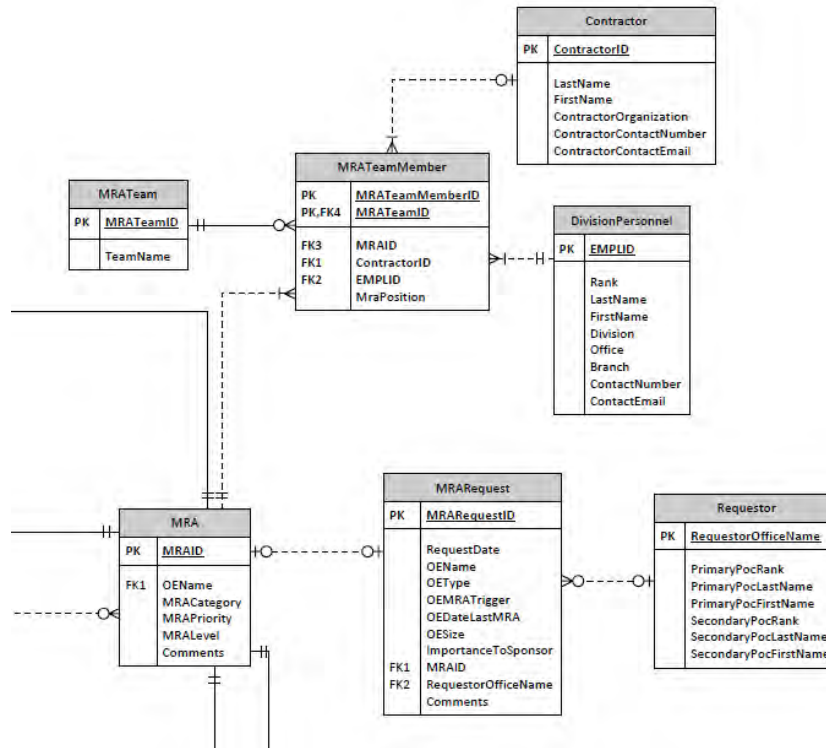 Contractor
PK ContractorID
LastName
FirstName
ContractorOrganization
ContractorContactNumber
ContractorContactEmail
MRATeamMember
PK MRATeamMemberID
PK,FK4 MRATeamID
FK3 MRAID
FK1 ContractorID
FK2 EMPLID
MraPosition
MRATeam
PK MRATeamID
TeamName
DivisionPersonnel
PK EMPLID
Rank
LastName
FirstName
Division
Office
Branch
ContactNumber
ContactEmail
MRA
PK MRAID
FK1 OEName
MRACategory
MRAPriority
MRALevel
Comments
MRARequest
PK MRARequestID
RequestDate
OEName
OEType
OEMRATrigger
OEDateLastMRA
OESize
ImportanceToSponsor
FK1 MRAID
FK2 RequestorOfficeName
Comments
Requestor
PK RequestorOfficeName
PrimaryPocRank
PrimaryPocLastName
PrimaryPocFirstName
SecondaryPocRank
SecondaryPocLastName
SecondaryPocFirstName